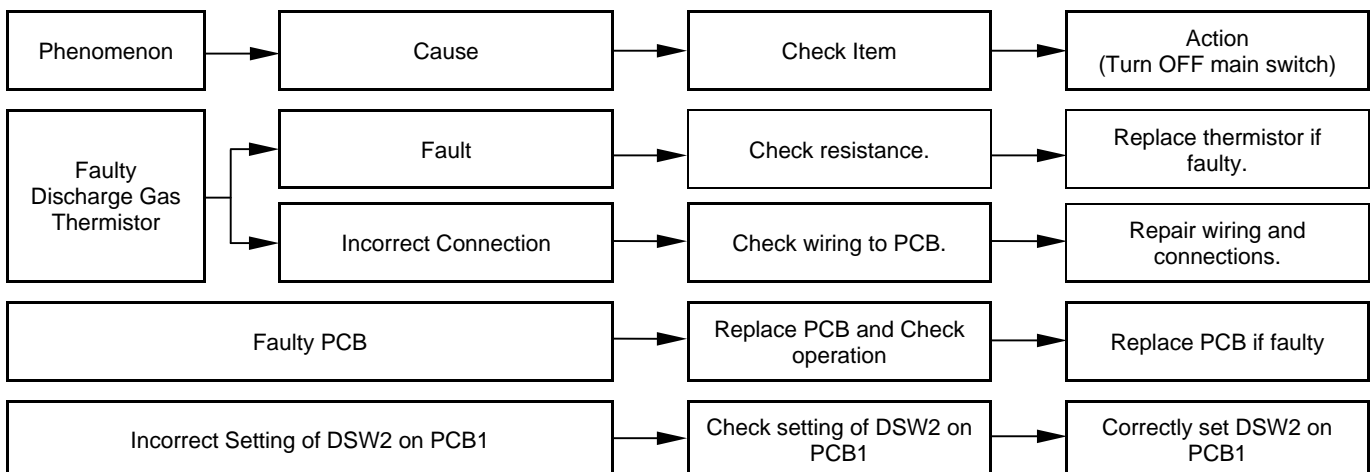 Phenomenon
Cause
Check Item
Action
(Turn OFF main switch)
Faulty
Discharge Gas
Thermistor
Fault
Check resistance.
Replace thermistor if
faulty.
Incorrect Connection
Check wiring to PCB.
Repair wiring and
connections.
Faulty PCB
Replace PCB and Check
operation
Replace PCB if faulty
Incorrect Setting of DSW2 on PCB1
Check setting of DSW2 on
PCB1
Correctly set DSW2 on
PCB1